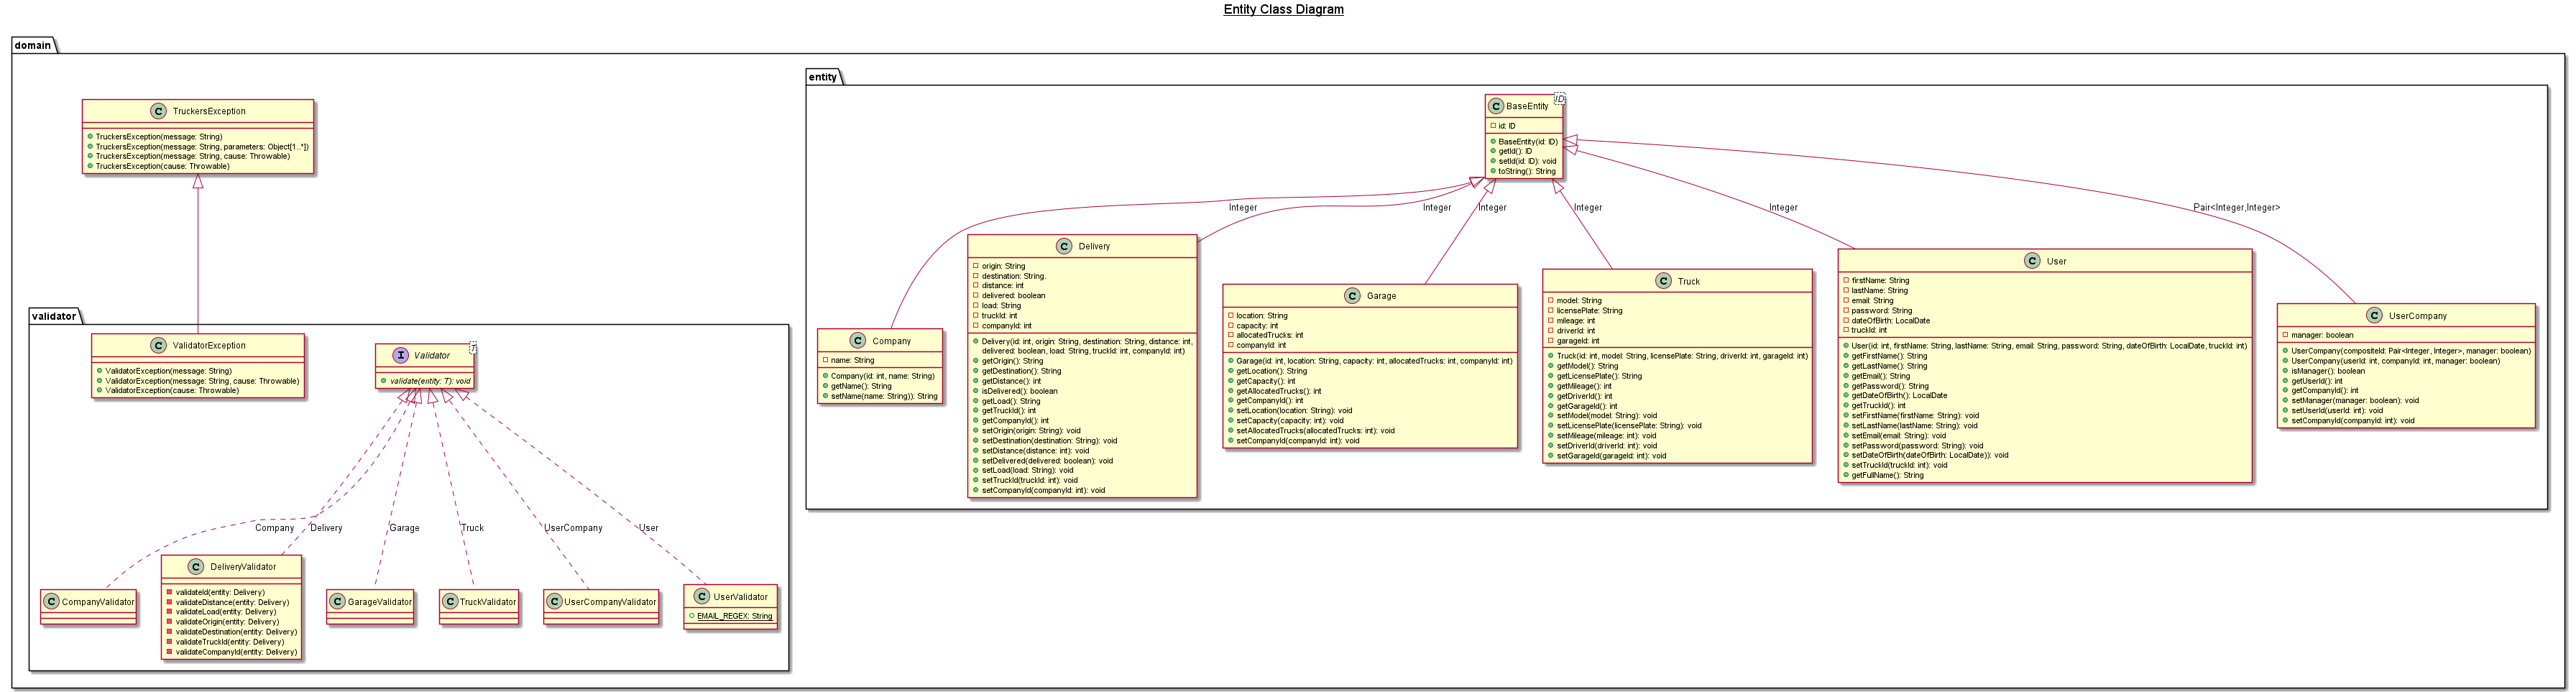 Entity Class Diagram
domain
TruckersException
TruckersException(message: String)
TruckersException(message: String, parameters: Object[1..*])
TruckersException(message: String, cause: Throwable)
TruckersException(cause: Throwable)
validator
C ValidatorException
ValidatorException(message: String)
ValidatorException(message: String, cause: Throwable)
ValidatorException(cause: Throwable)
I Validator
T
validate(entity: T): void
Company
Delivery
Garage
Truck
UserCompany
User
C CompanyValidator
C DeliveryValidator
validateId(entity: Delivery)
validateDistance(entity: Delivery)
validateLoad(entity: Delivery)
validateOrigin(entity: Delivery)
validateDestination(entity: Delivery)
validateTruckId(entity: Delivery)
validateCompanyId(entity: Delivery)
C GarageValidator
C TruckValidator
C UserCompanyValidator
C UserValidator
EMAIL_REGEX: String
entity
C BaseEntity
ID
id: ID
BaseEntity(id: ID)
getId(): ID
setId(id: ID): void
toString(): String
Integer
Integer
Integer
Integer
Integer
Pair<Integer,Integer>
C Company
name: String
Company(id: int, name: String)
getName(): String
setName(name: String)): String
C Delivery
origin: String
destination: String.
distance: int
delivered: boolean
load: String
truckId: int
companyId: int
Delivery(id: int, origin: String, destination: String, distance: int,
delivered: boolean, load: String, truckId: int, companyId: int)
getOrigin(): String
getDestination(): String
getDistance(): int
isDelivered(): boolean
getLoad(): String
getTruckId(): int
getCompanyId(): int
setOrigin(origin: String): void
setDestination(destination: String): void
setDistance(distance: int): void
setDelivered(delivered: boolean): void
setLoad(load: String): void
setTruckId(truckId: int): void
setCompanyId(companyId: int): void
C Garage
location: String
capacity: int
allocatedTrucks: int
companyId: int
Garage(id: int, location: String, capacity: int, allocatedTrucks: int, companyId: int)
getLocation(): String
getCapacity(): int
getAllocatedTrucks(): int
getCompanyId(): int
setLocation(location: String): void
setCapacity(capacity: int): void
setAllocatedTrucks(allocatedTrucks: int): void
setCompanyId(companyId: int): void
C Truck
model: String
licensePlate: String
mileage: int
driverId: int
garageId: int
Truck(id: int, model: String, licensePlate: String, driverId: int, garageId: int)
getModel(): String
getLicensePlate(): String
getMileage(): int
getDriverId(): int
getGarageId(): int
setModel(model: String): void
setLicensePlate(licensePlate: String): void
setMileage(mileage: int): void
setDriverId(driverId: int): void
setGarageId(garageId: int): void
C User
firstName: String
lastName: String
email: String
password: String
dateOfBirth: LocalDate
truckId: int
User(id: int, firstName: String, lastName: String, email: String, password: String, dateOfBirth: LocalDate, truckId: int)
getFirstName(): String
getLastName(): String
getEmail(): String
getPassword(): String
getDateOfBirth(): LocalDate
getTruckId(): int
setFirstName(firstName: String): void
setLastName(lastName: String): void
setEmail(email: String): void
setPassword(password: String): void
setDateOfBirth(dateOfBirth: LocalDate)): void
setTruckId(truckId: int): void
getFullName(): String
C UserCompany
manager: boolean
UserCompany(compositeId: Pair<Integer, Integer>, manager: boolean)
UserCompany(userId: int, companyId: int, manager: boolean)
isManager(): boolean
getUserId(): int
getCompanyId(): int
setManager(manager: boolean): void
setUserId(userId: int): void
setCompanyId(companyId: int): void